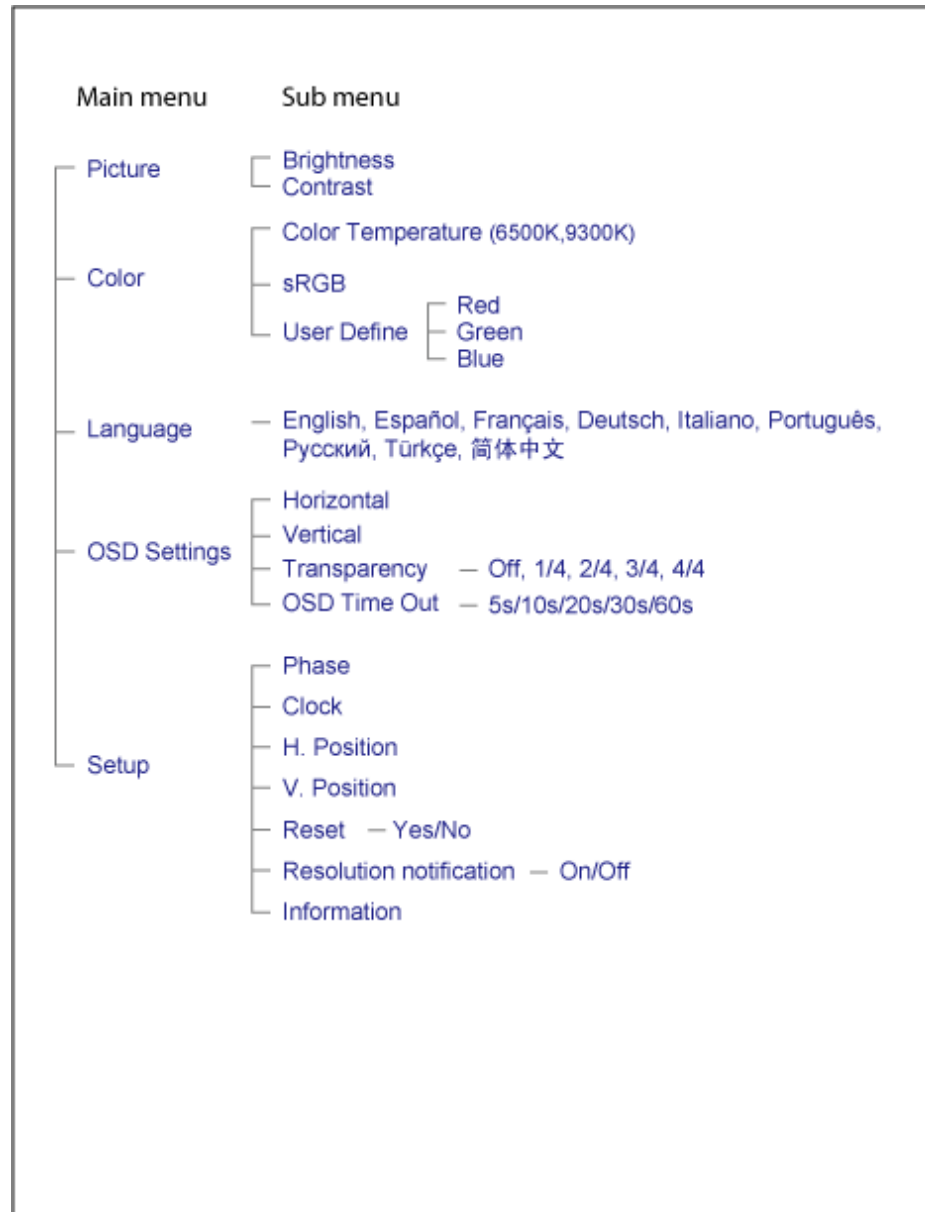 Main menu Sub menu
Picture Brightness
Contrast
Color Temperature (6500K,9300K)
Color sRGB
Red
User Define Green
Blue
Language English, Español, Français, Deutsch, Italiano, Português,
Русский, Türkçe, 简体中文
Horizontal
Vertical
OSD Settings
Transparency Off, 1/4, 2/4, 3/4, 4/4
OSD Time Out 5s/10s/20s/30s/60s
Phase
Clock
H. Position
Setup
V. Position
Reset Yes/No
Resolution notification On/Off
Information